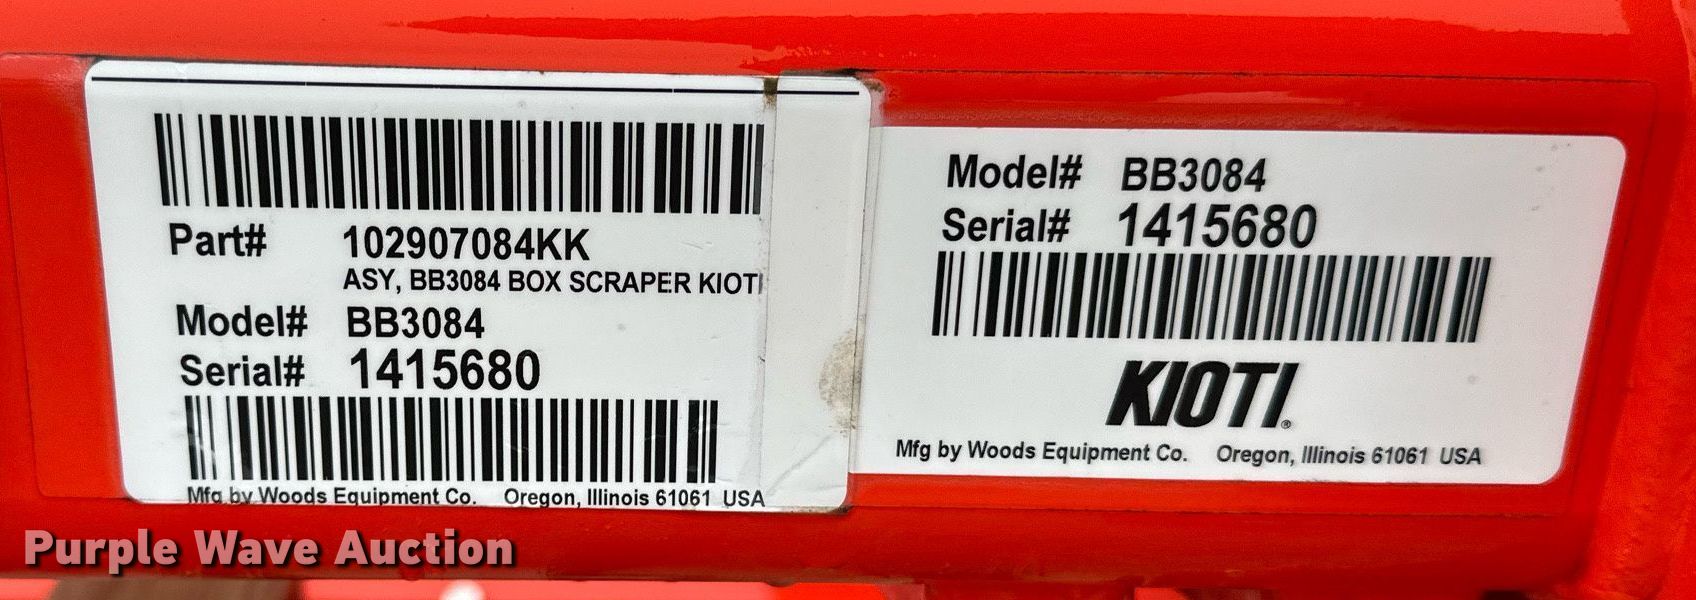 Part# 102907084KK
ASY, BB3084 BOX SCRAPER KIOTI
Model# BB3084
Serial# 1415680
Mfg by Woods Equipment Co. Oregon, Illinois 61061 USA
Model# BB3084
Serial# 1415680
KIOTI®
Mfg by Woods Equipment Co. Oregon, Illinois 61061 USA
Purple Wave Auction